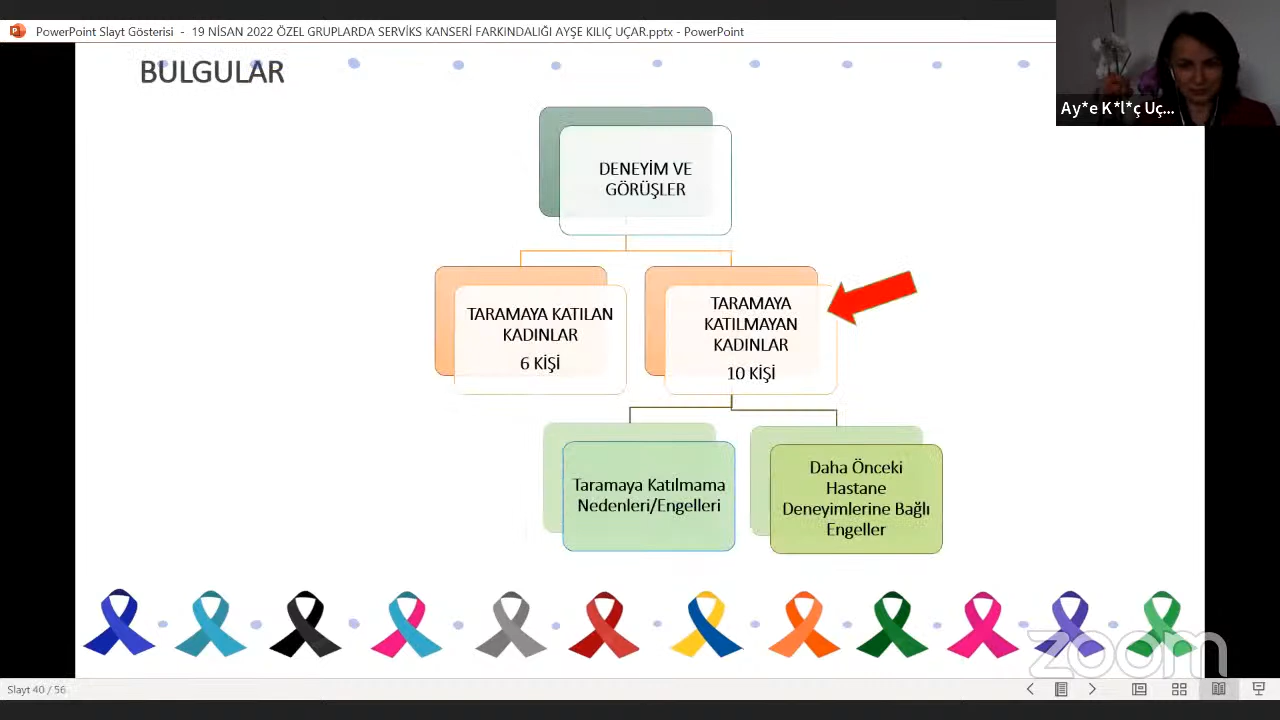 PowerPoint Slayt Gösterisi - 19 NİSAN 2022 ÖZEL GRUPLARDA SERVİKS KANSERİ FARKINDALIĞI AYŞE KILIÇ UÇAR.pptx - PowerPoint
Ay*e K*l*ç Uç...
BULGULAR
DENEYİM VE
GÖRÜŞLER
TARAMAYA KATILAN
KADINLAR
6 KİŞİ
TARAMAYA
KATILMAYAN
KADINLAR
10 KİŞİ
Taramaya Katılmama
Nedenleri/Engelleri
Daha Önceki
Hastane
Deneyimlerine Bağlı
Engeller
zoom
Slayt 40 / 56